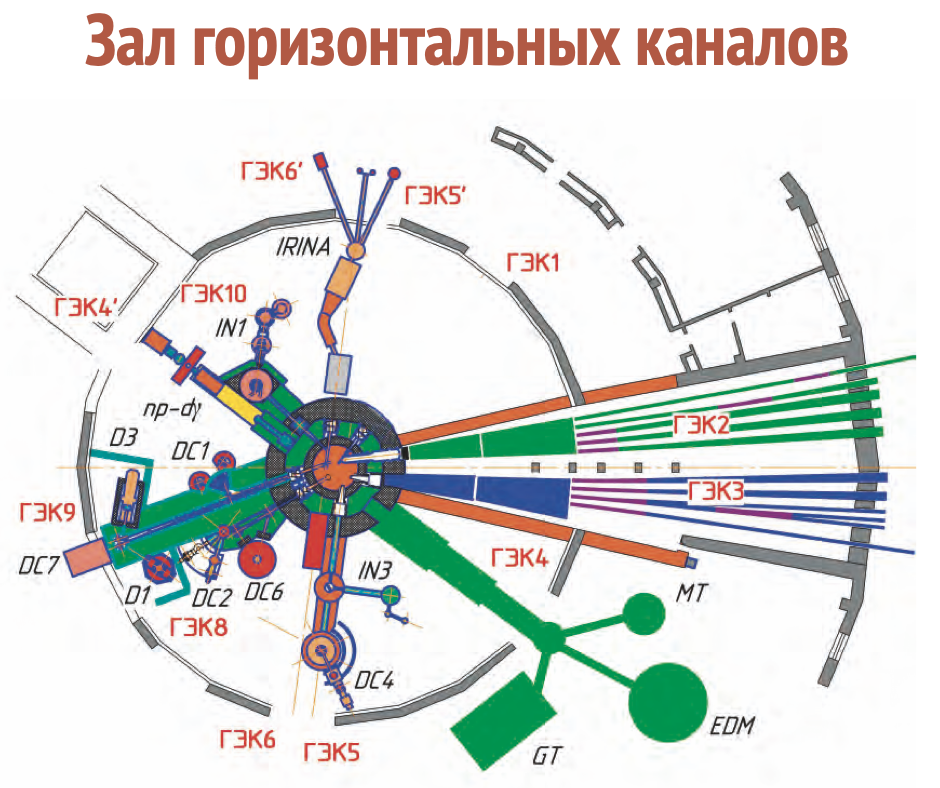 Зал горизонтальных каналов
ГЭК6'
ГЭК5'
IRINA
ГЭК1
ГЭК10
ГЭК4'
IN1
пр-dγ
ГЭК2
D3
DC1
ГЭК3
ГЭК9
DC7
D1
DC2
DC6
IN3
ГЭК4
MT
ГЭК8
DC4
EDM
ГЭК6
ГЭК5
GT